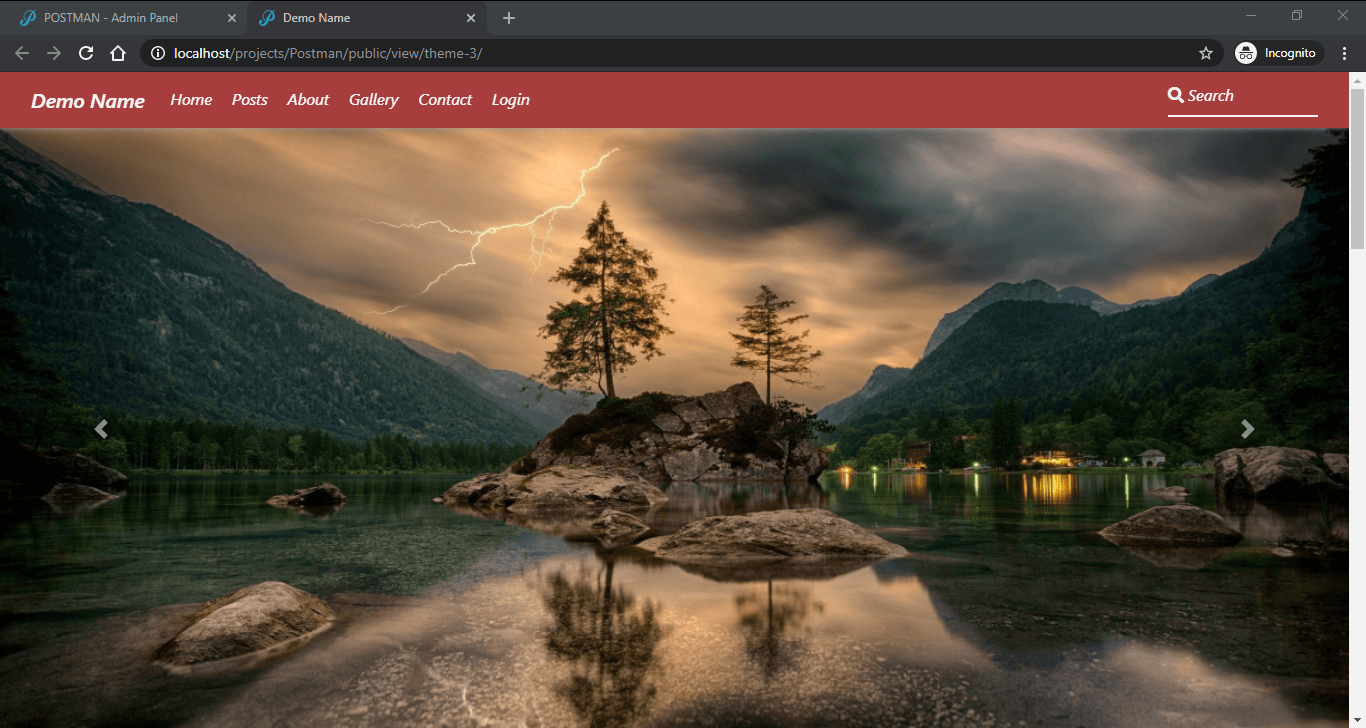 POSTMAN - Admin Panel
Demo Name
localhost/projects/Postman/public/view/theme-3/
Incognito
Demo Name Home Posts About Gallery Contact Login Search